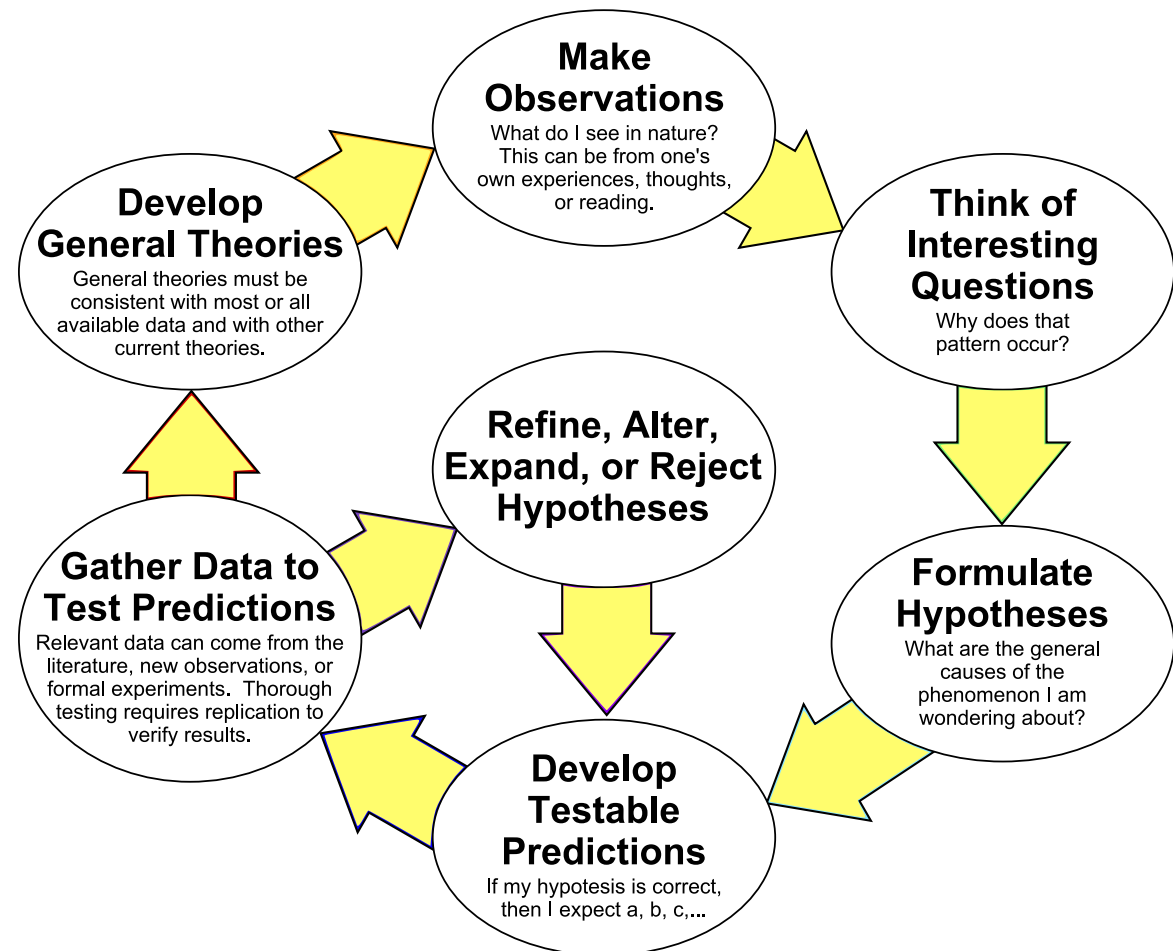 Make
Observations
What do I see in nature?
This can be from one's
own experiences, thoughts,
or reading.
Think of
Interesting
Questions
Why does that
pattern occur?
Formulate
Hypotheses
What are the general
causes of the
phenomenon I am
wondering about?
Develop
Testable
Predictions
If my hypotesis is correct,
then I expect a, b, c,...
Gather Data to
Test Predictions
Relevant data can come from the
literature, new observations, or
formal experiments.  Thorough
testing requires replication to
verify results.
Refine, Alter,
Expand, or Reject
Hypotheses
Develop
General Theories
General theories must be
consistent with most or all
available data and with other
current theories.